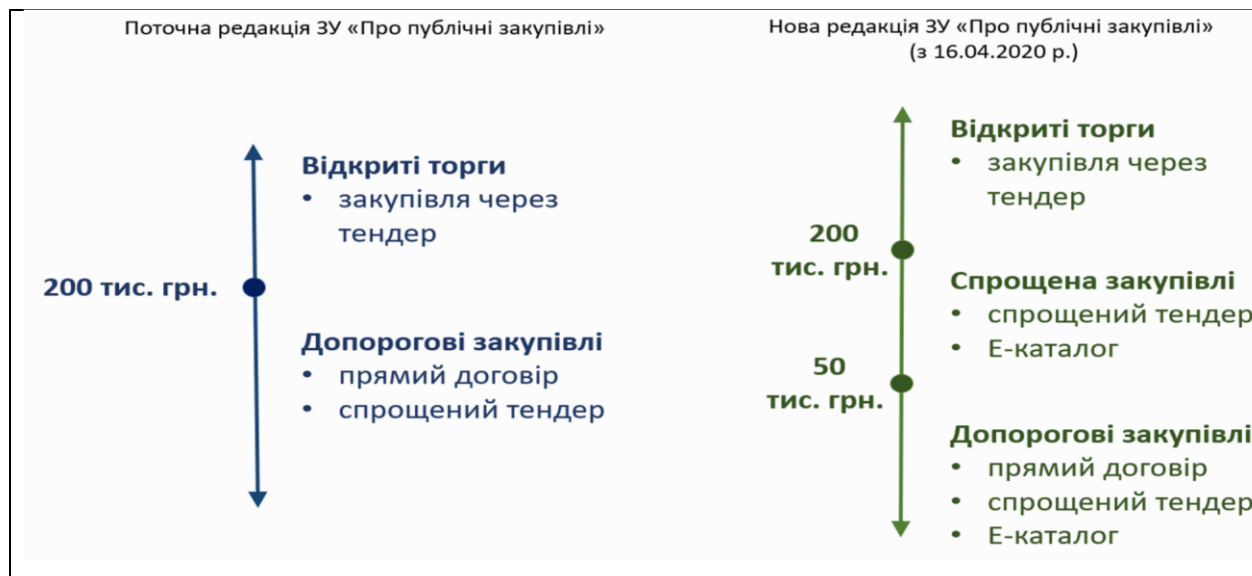 Поточна редакція ЗУ «Про публічні закупівлі»
200 тис. грн.
Відкриті торги
• закупівля через
тендер
Допорогові закупівлі
• прямий договір
• спрощений тендер
Нова редакція ЗУ «Про публічні закупівлі»
(з 16.04.2020 р.)
Відкриті торги
• закупівля через
тендер
200
тис. грн.
Спрощена закупівлі
• спрощений тендер
• Е-каталог
50
тис. грн.
Допорогові закупівлі
• прямий договір
• спрощений тендер
• Е-каталог